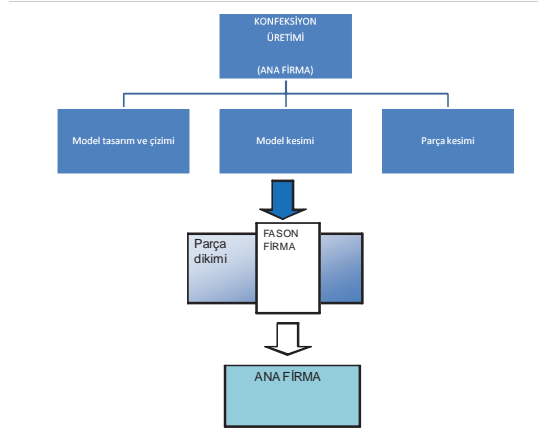 KONFEKSİYON
ÜRETİMİ
(ANA FİRMA)
Model tasarım ve çizimi
Model kesimi
Parça kesimi
Parça
dikimi
FASON
FİRMA
ANA FİRMA